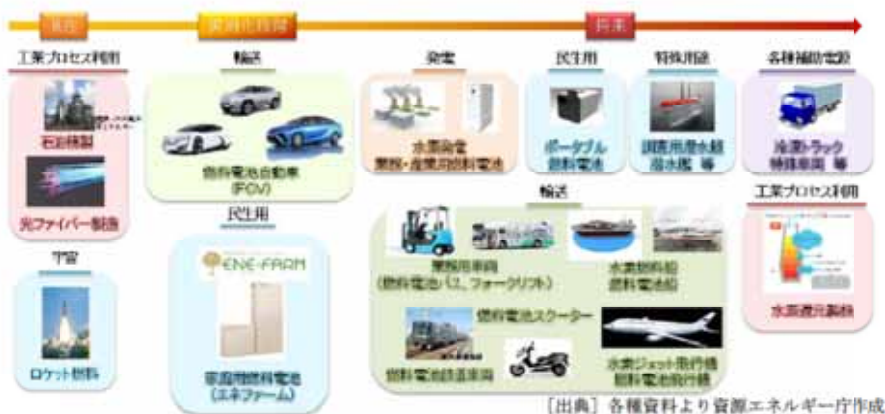 現在
実用化段階
将来
工業プロセス利用
石油精製
光ファイバー製造
宇宙
ロケット燃料
輸送
燃料電池自動車
(FCV)
民生用
ENE-FARM
家庭用燃料電池
(エネファーム)
発電
水素発電
業務・産業用燃料電池
民生用
ポータブル
燃料電池
特殊用途
調査用潜水艇
潜水艦 等
各種補助電源
冷凍トラック
特殊車両 等
輸送
業務用車両
(燃料電池バス、フォークリフト)
水素燃料船
燃料電池船
燃料電池スクーター
燃料電池鉄道車両
水素ジェット飛行機
燃料電池飛行機
工業プロセス利用
水素還元製鉄
[出典] 各種資料より資源エネルギー庁作成